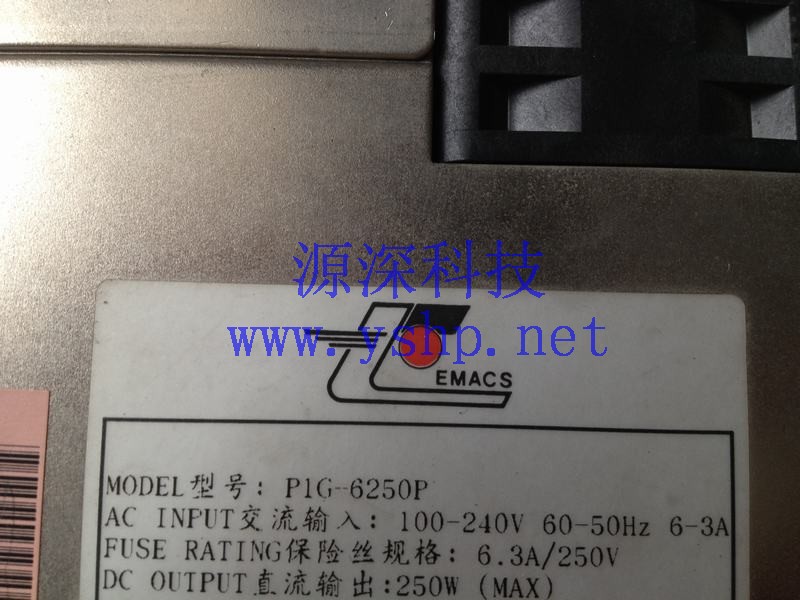 源深科技
www.yshp.net
EMACS
MODEL型号: P1G-6250P
AC INPUT交流输入: 100-240V 60-50Hz 6-3A
FUSE RATING保险丝规格: 6.3A/250V
DC OUTPUT直流输出:250W (MAX)